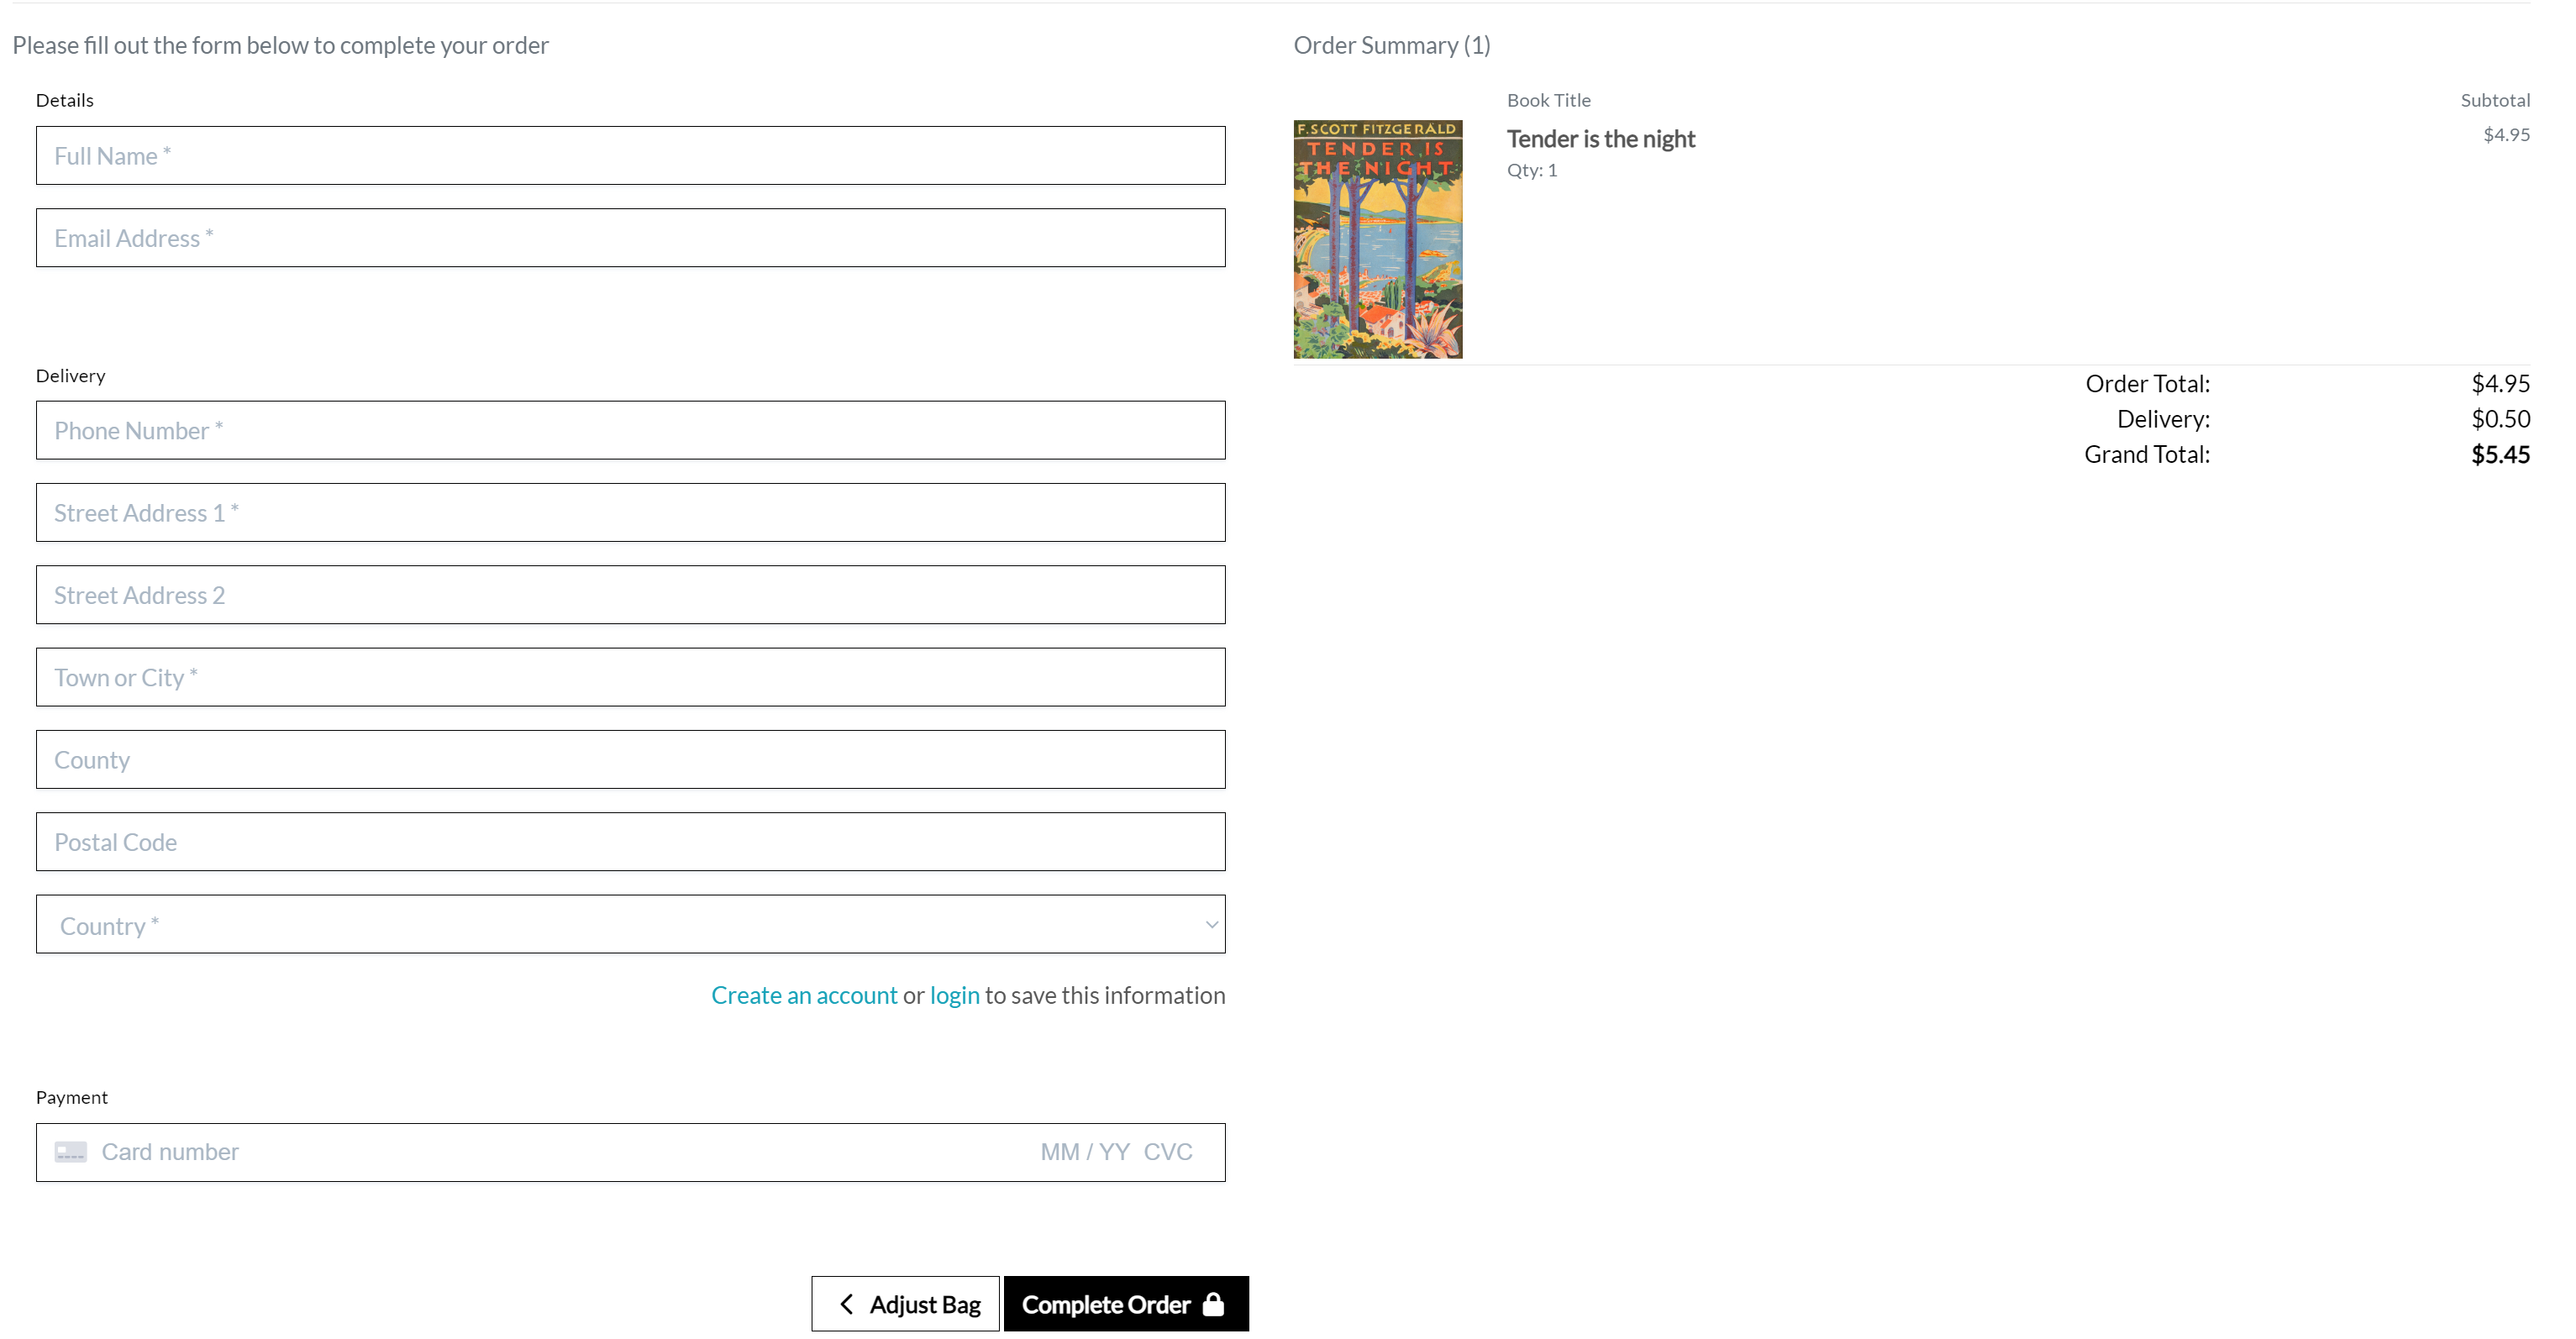 Please fill out the form below to complete your order
Details
Full Name *
Email Address *
Delivery
Phone Number *
Street Address 1 *
Street Address 2
Town or City *
County
Postal Code
Country *
Create an account or login to save this information
Payment
Card number MM / YY CVC
Adjust Bag
Complete Order
Order Summary (1)
Book Title Subtotal
F. SCOTT FITZGERALD
TENDER IS
THE NIGHT
Tender is the night $4.95
Qty: 1
Order Total: $4.95
Delivery: $0.50
Grand Total: $5.45